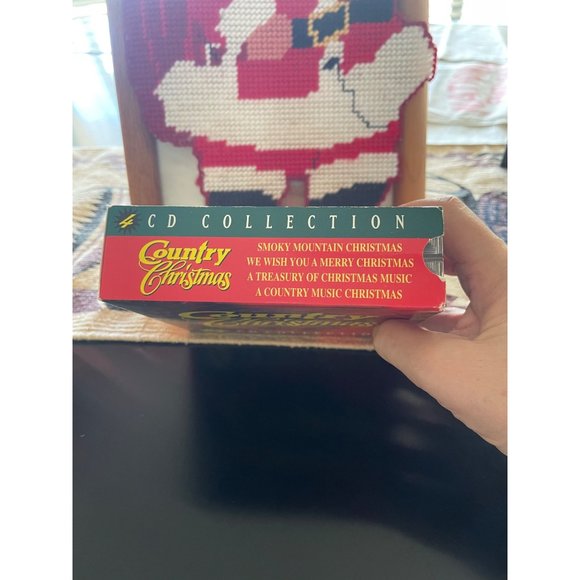 4 CD COLLECTION
Country Christmas
SMOKY MOUNTAIN CHRISTMAS
WE WISH YOU A MERRY CHRISTMAS
A TREASURY OF CHRISTMAS MUSIC
A COUNTRY MUSIC CHRISTMAS
Christmas